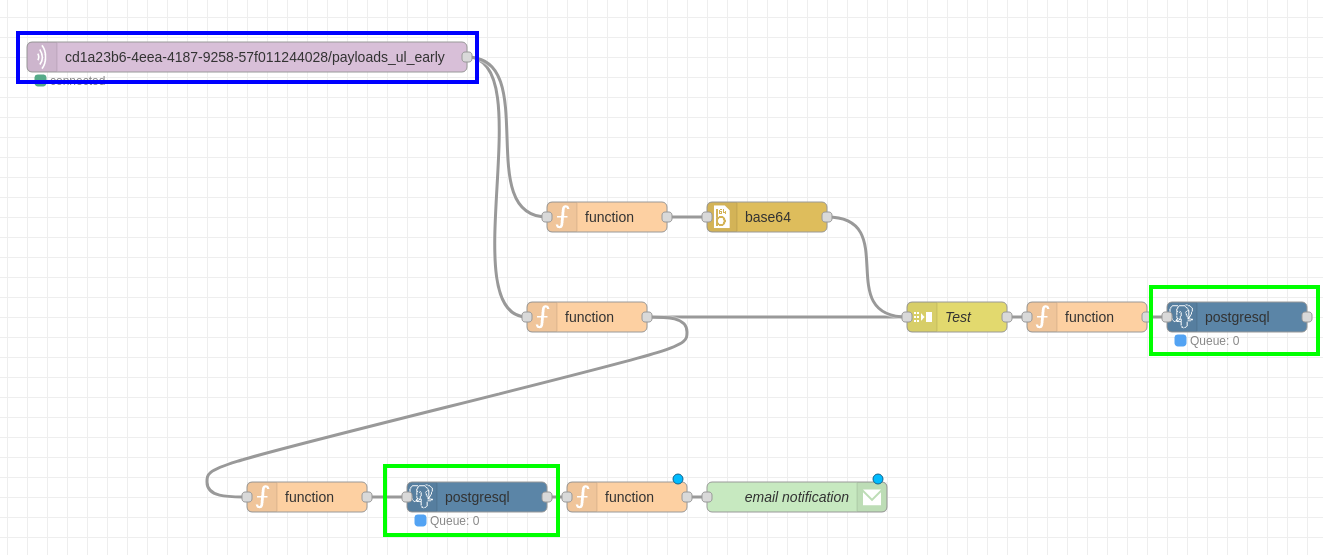 cd1a23b6-4eea-4187-9258-57f011244028/payloads_ul_early
connected
function
base64
64
function
Test
function
postgresql
Queue: 0
function
postgresql
function
email notification
Queue: 0